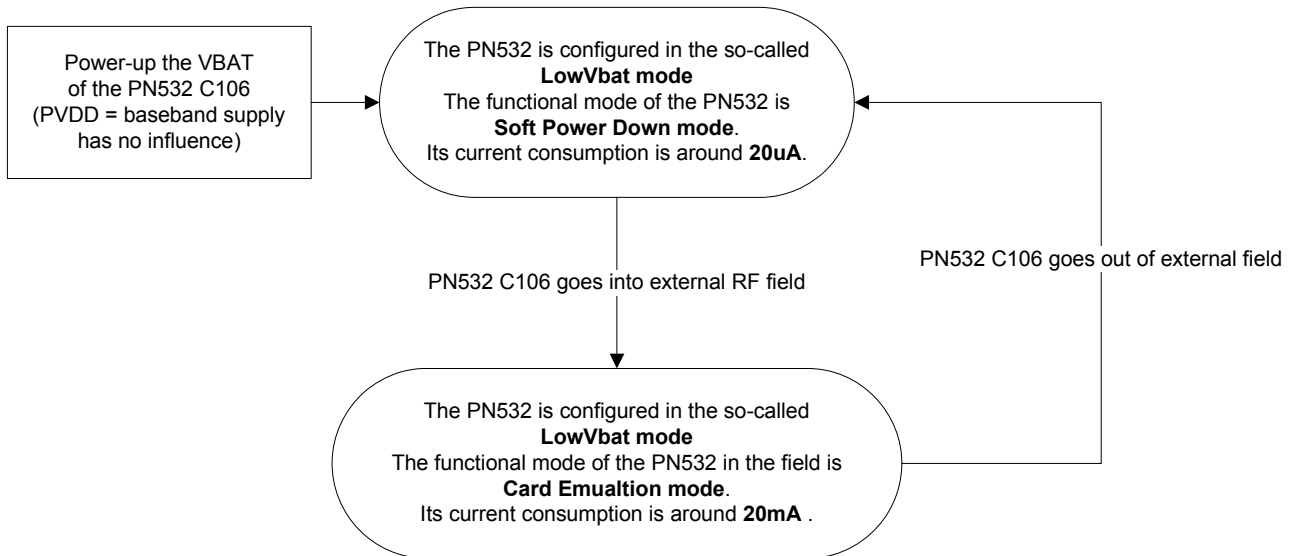 Power-up the VBAT
of the PN532 C106
(PVDD = baseband supply
has no influence)
The PN532 is configured in the so-called
LowVbat mode
The functional mode of the PN532 is
Soft Power Down mode.
Its current consumption is around 20uA.
PN532 C106 goes into external RF field
PN532 C106 goes out of external field
The PN532 is configured in the so-called
LowVbat mode
The functional mode of the PN532 in the field is
Card Emualtion mode.
Its current consumption is around 20mA .